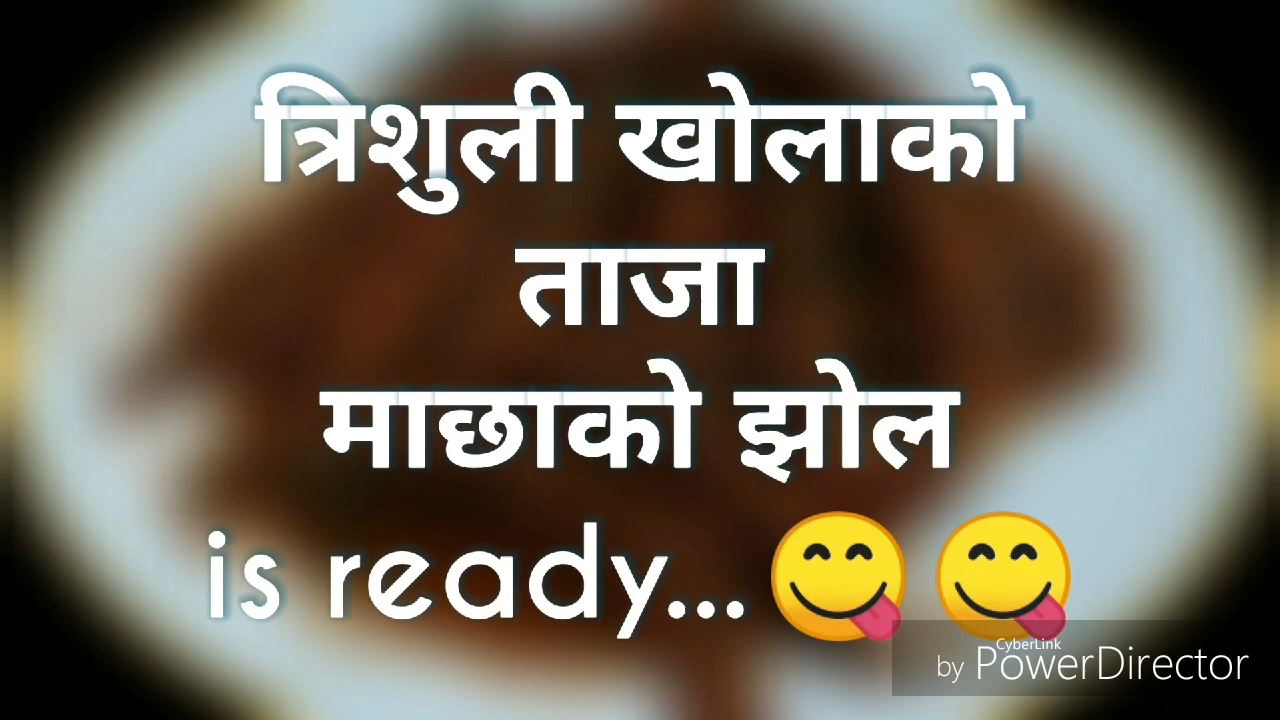 त्रिशुली खोलाको
ताजा
माछाको झोल
is ready... 😋 😋
CyberLink
by PowerDirector